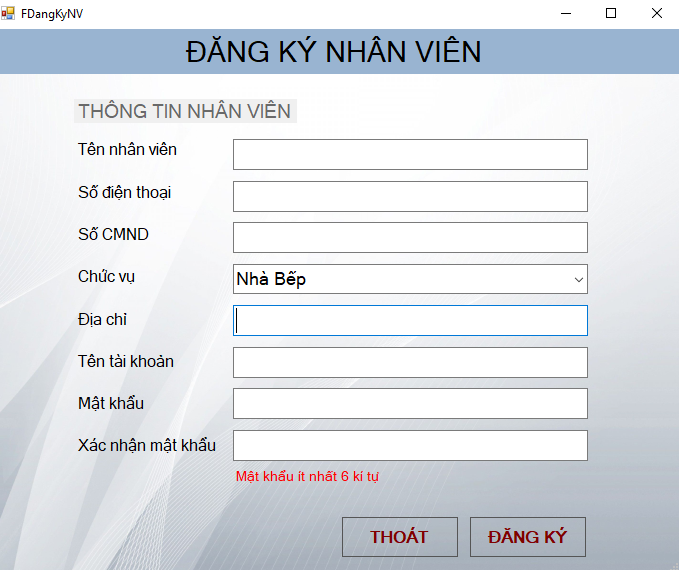 FDangKyNV
ĐĂNG KÝ NHÂN VIÊN
THÔNG TIN NHÂN VIÊN
Tên nhân viên
Số điện thoại
Số CMND
Chức vụ
Nhà Bếp
Địa chỉ
Tên tài khoản
Mật khẩu
Xác nhận mật khẩu
Mật khẩu ít nhất 6 kí tự
THOÁT
ĐĂNG KÝ